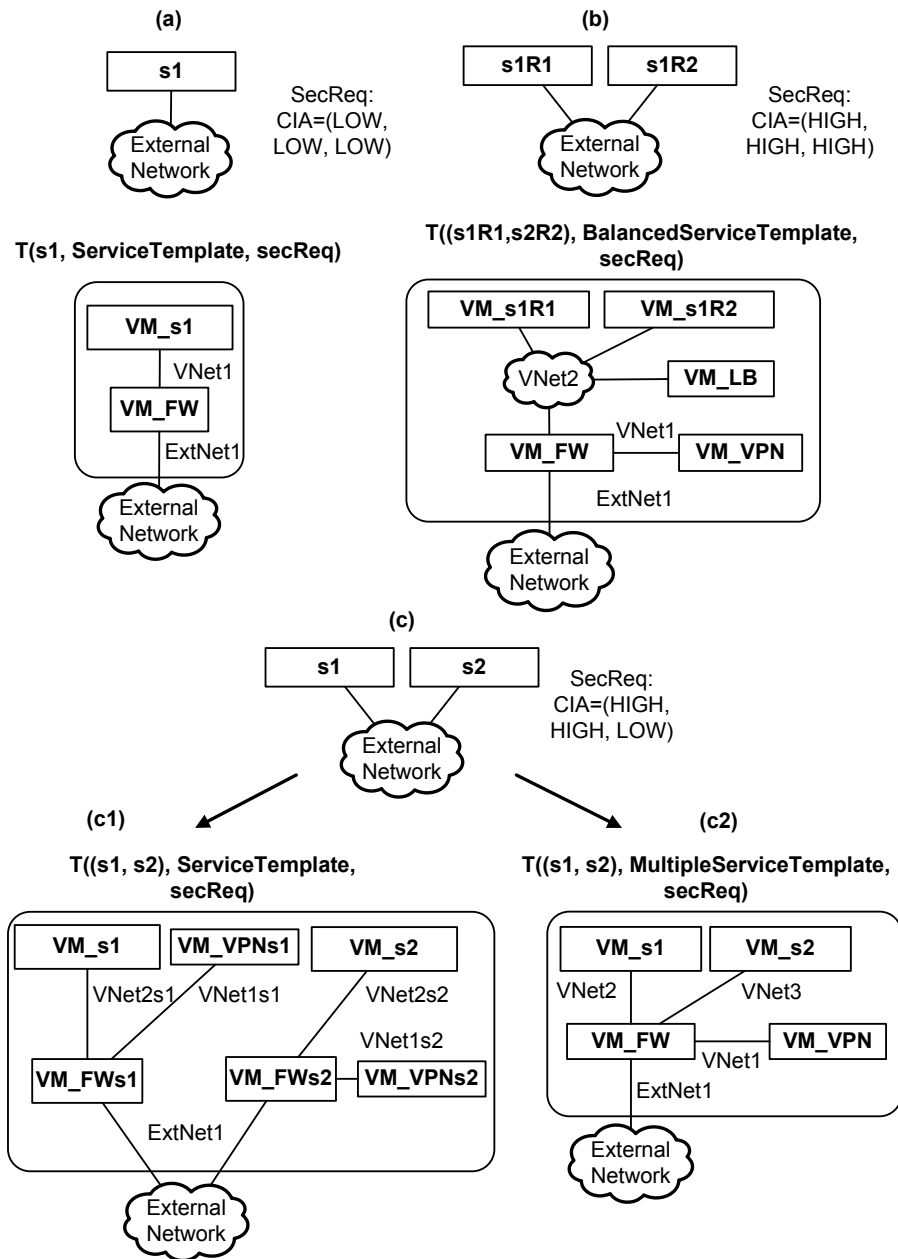 (a)
s1
External
Network
SecReq:
CIA=(LOW,
LOW, LOW)
(b)
s1R1
s1R2
External
Network
SecReq:
CIA=(HIGH,
HIGH, HIGH)
T(s1, ServiceTemplate, secReq)
VM_s1
VNet1
VM_FW
ExtNet1
External
Network
T((s1R1,s2R2), BalancedServiceTemplate,
secReq)
VM_s1R1
VM_s1R2
VNet2
VM_LB
VNet1
VM_FW
VM_VPN
ExtNet1
External
Network
(c)
s1
s2
External
Network
SecReq:
CIA=(HIGH,
HIGH, LOW)
(c1)
T((s1, s2), ServiceTemplate,
secReq)
VM_s1
VM_VPNs1
VM_s2
VNet2s1
VNet1s1
VNet2s2
VNet1s2
VM_FWs1
VM_FWs2
VM_VPNs2
ExtNet1
External
Network
(c2)
T((s1, s2), MultipleServiceTemplate,
secReq)
VM_s1
VM_s2
VNet2
VNet3
VM_FW
VM_VPN
VNet1
ExtNet1
External
Network